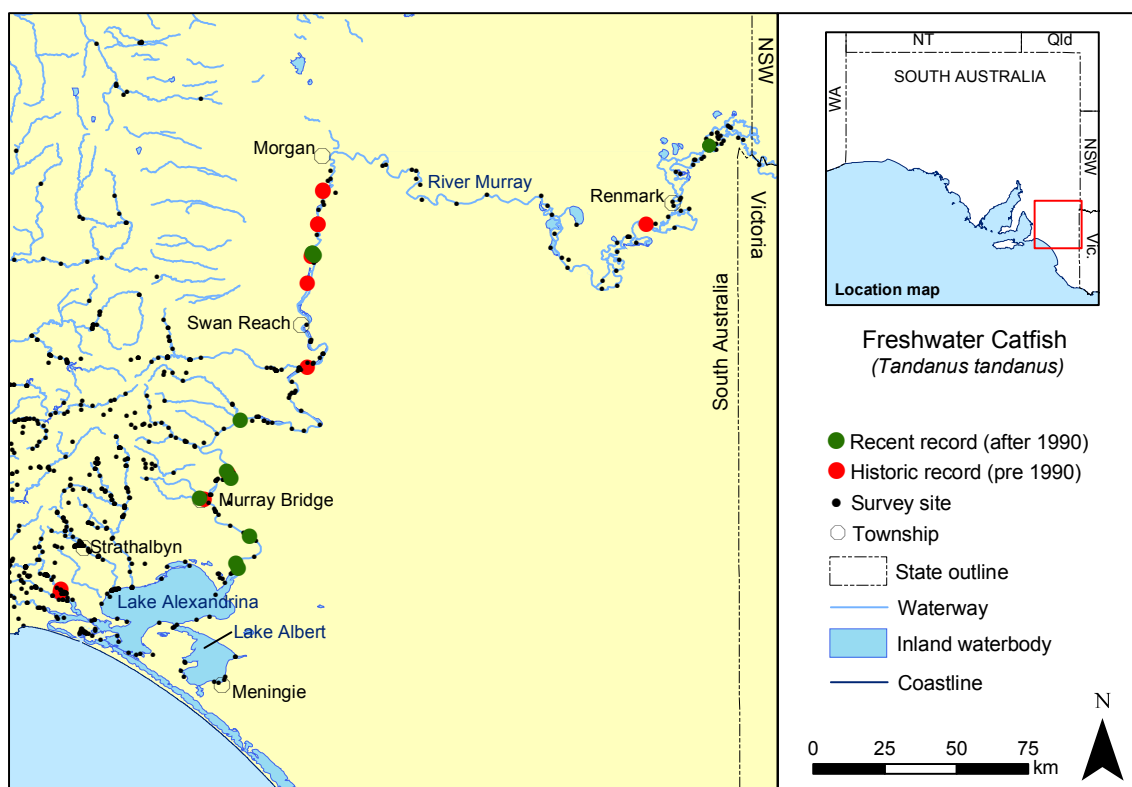 NSW
Morgan
River Murray
Renmark
Victoria
South Australia
Swan Reach
Murray Bridge
Strathalbyn
Lake Alexandrina
Lake Albert
Meningie
NT
Qld
SOUTH AUSTRALIA
WA
NSW
Vic.
Location map
Freshwater Catfish
(Tandanus tandanus)
Recent record (after 1990)
Historic record (pre 1990)
Survey site
Township
State outline
Waterway
Inland waterbody
Coastline
N
0 25 50 75
km